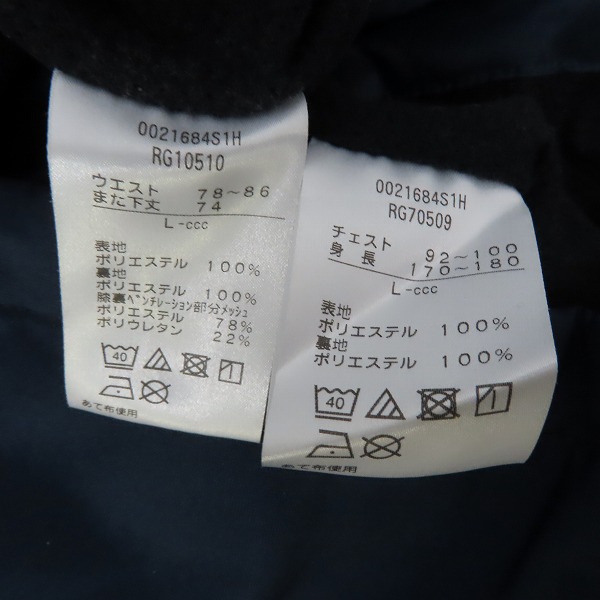 0021684S1H
RG10510
ウエスト 78~86
また下丈 74
L-ccc
表地
ポリエステル 100%
裏地
ポリエステル 100%
膝裏ベンチレーション部分メッシュ
ポリエステル 78%
ポリウレタン 22%
40
あて布使用
0021684S1H
RG70509
チェスト 92~100
身長 170~180
L-ccc
表地
ポリエステル 100%
裏地
ポリエステル 100%
40
あて布使用